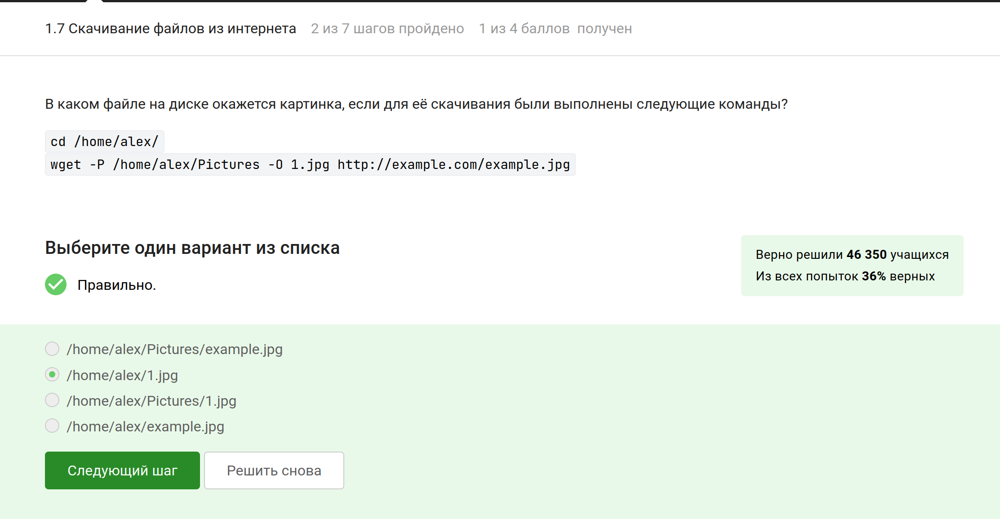 1.7 Скачивание файлов из интернета 2 из 7 шагов пройдено 1 из 4 баллов получен
В каком файле на диске окажется картинка, если для её скачивания были выполнены следующие команды?
cd /home/alex/
wget -P /home/alex/Pictures -O 1.jpg http://example.com/example.jpg
Выберите один вариант из списка
Правильно.
Верно решили 46 350 учащихся
Из всех попыток 36% верных
/home/alex/Pictures/example.jpg
/home/alex/1.jpg
/home/alex/Pictures/1.jpg
/home/alex/example.jpg
Следующий шаг Решить снова